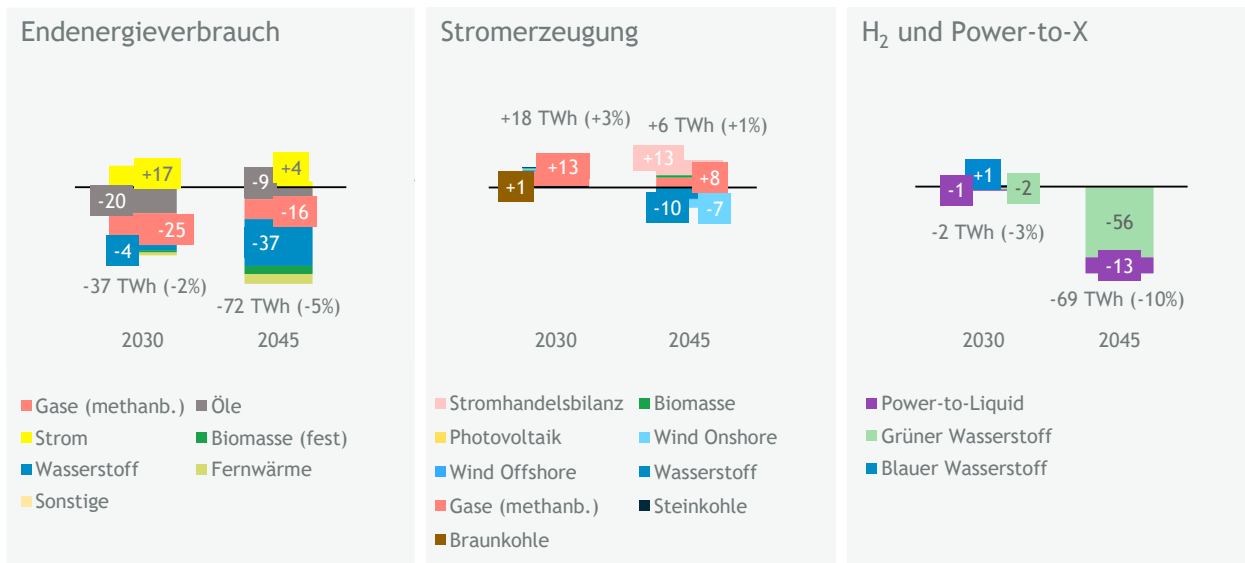 Endenergieverbrauch
+17
-20
-25
-4
-37 TWh (-2%)
+4
-9
-16
-37
-72 TWh (-5%)
2030
2045
Gase (methanb.)
Öle
Strom
Biomasse (fest)
Wasserstoff
Fernwärme
Sonstige
Stromerzeugung
+18 TWh (+3%)
+6 TWh (+1%)
+13
+1
+13
+8
-10
-7
2030
2045
Stromhandelsbilanz
Biomasse
Photovoltaik
Wind Onshore
Wind Offshore
Wasserstoff
Gase (methanb.)
Steinkohle
Braunkohle
H₂ und Power-to-X
+1
-1
-2
-2 TWh (-3%)
-56
-13
-69 TWh (-10%)
2030
2045
Power-to-Liquid
Grüner Wasserstoff
Blauer Wasserstoff